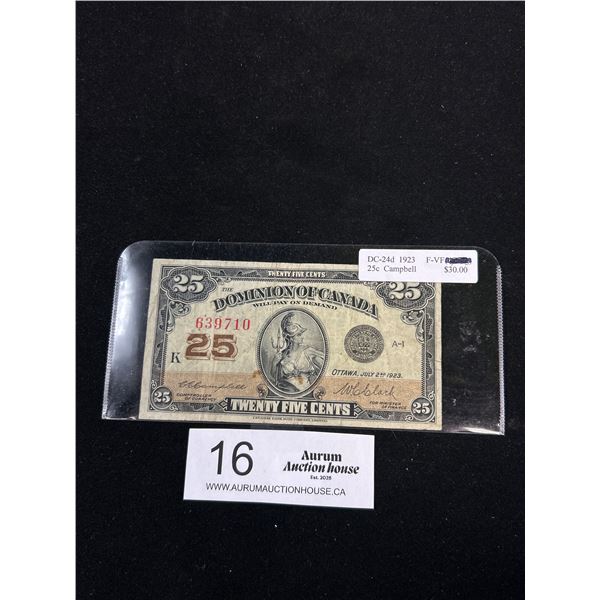 DC-24d 1923 F-VF
25c Campbell $30.00
TWENTY FIVE CENTS
25 THE DOMINION OF CANADA 25
WILL PAY ON DEMAND
639710
K 25 A-1
OTTAWA, JULY 2ND 1923.
COMPTROLLER OF CURRENCY
FOR MINISTER OF FINANCE
25 TWENTY FIVE CENTS 25
16 Aurum
Auction house
Est. 2025
WWW.AURUMAUCTIONHOUSE.CA